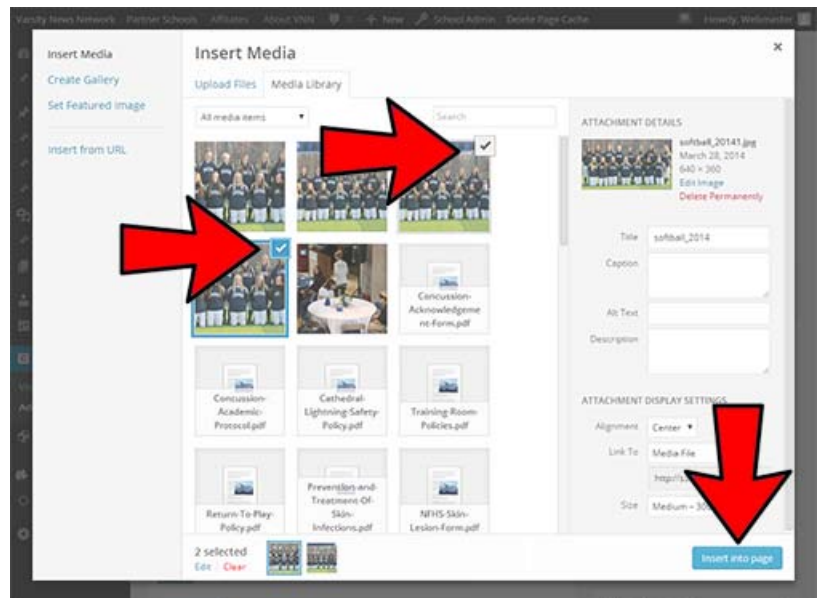 Varsity News Network Partner Schools Affiliates About VNN + New School Admin Delete Page Cache Howdy, Webmaster
Insert Media
Create Gallery
Set Featured Image
Insert from URL
Insert Media
Upload Files Media Library
All media items
Search
Concussion-
Acknowledgeme
nt-Form.pdf
Concussion-
Academic-
Protocol.pdf
Cathedral-
Lightning-Safety-
Policy.pdf
Training-Room-
Policies.pdf
Return-To-Play-
Policy.pdf
Prevention-and-
Treatment-Of-
Skin-
Infections.pdf
NFHS-Skin-
Lesion-Form.pdf
2 selected
Edit Clear
ATTACHMENT DETAILS
softball_20141.jpg
March 28, 2014
640 × 360
Edit Image
Delete Permanently
Title softball_2014
Caption
Alt Text
Description
ATTACHMENT DISPLAY SETTINGS
Alignment Center
Link To Media File
Size Medium –
Insert into page